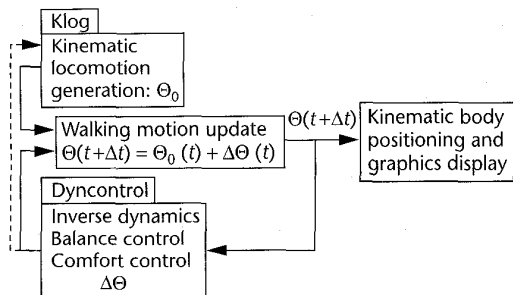 Klog
Kinematic
locomotion
generation: Θ₀
Walking motion update
Θ(t+Δt) = Θ₀ (t) + ΔΘ (t)
Θ(t+Δt)
Kinematic body
positioning and
graphics display
Dyncontrol
Inverse dynamics
Balance control
Comfort control
ΔΘ